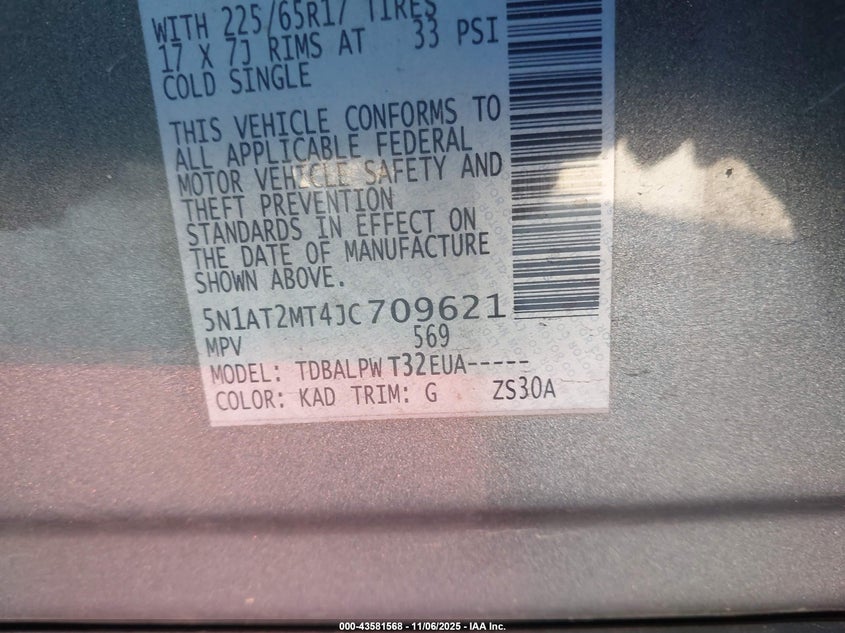 WITH 225/65R17 TIRES
17 X 7J RIMS AT 33 PSI
COLD SINGLE
THIS VEHICLE CONFORMS TO
ALL APPLICABLE FEDERAL
MOTOR VEHICLE SAFETY AND
THEFT PREVENTION
STANDARDS IN EFFECT ON
THE DATE OF MANUFACTURE
SHOWN ABOVE.
5N1AT2MT4JC709621
MPV 569
MODEL: TDBALPW T32EUA-----
COLOR: KAD TRIM: G ZS30A
000-43581568 - 11/06/2025 - IAA Inc.